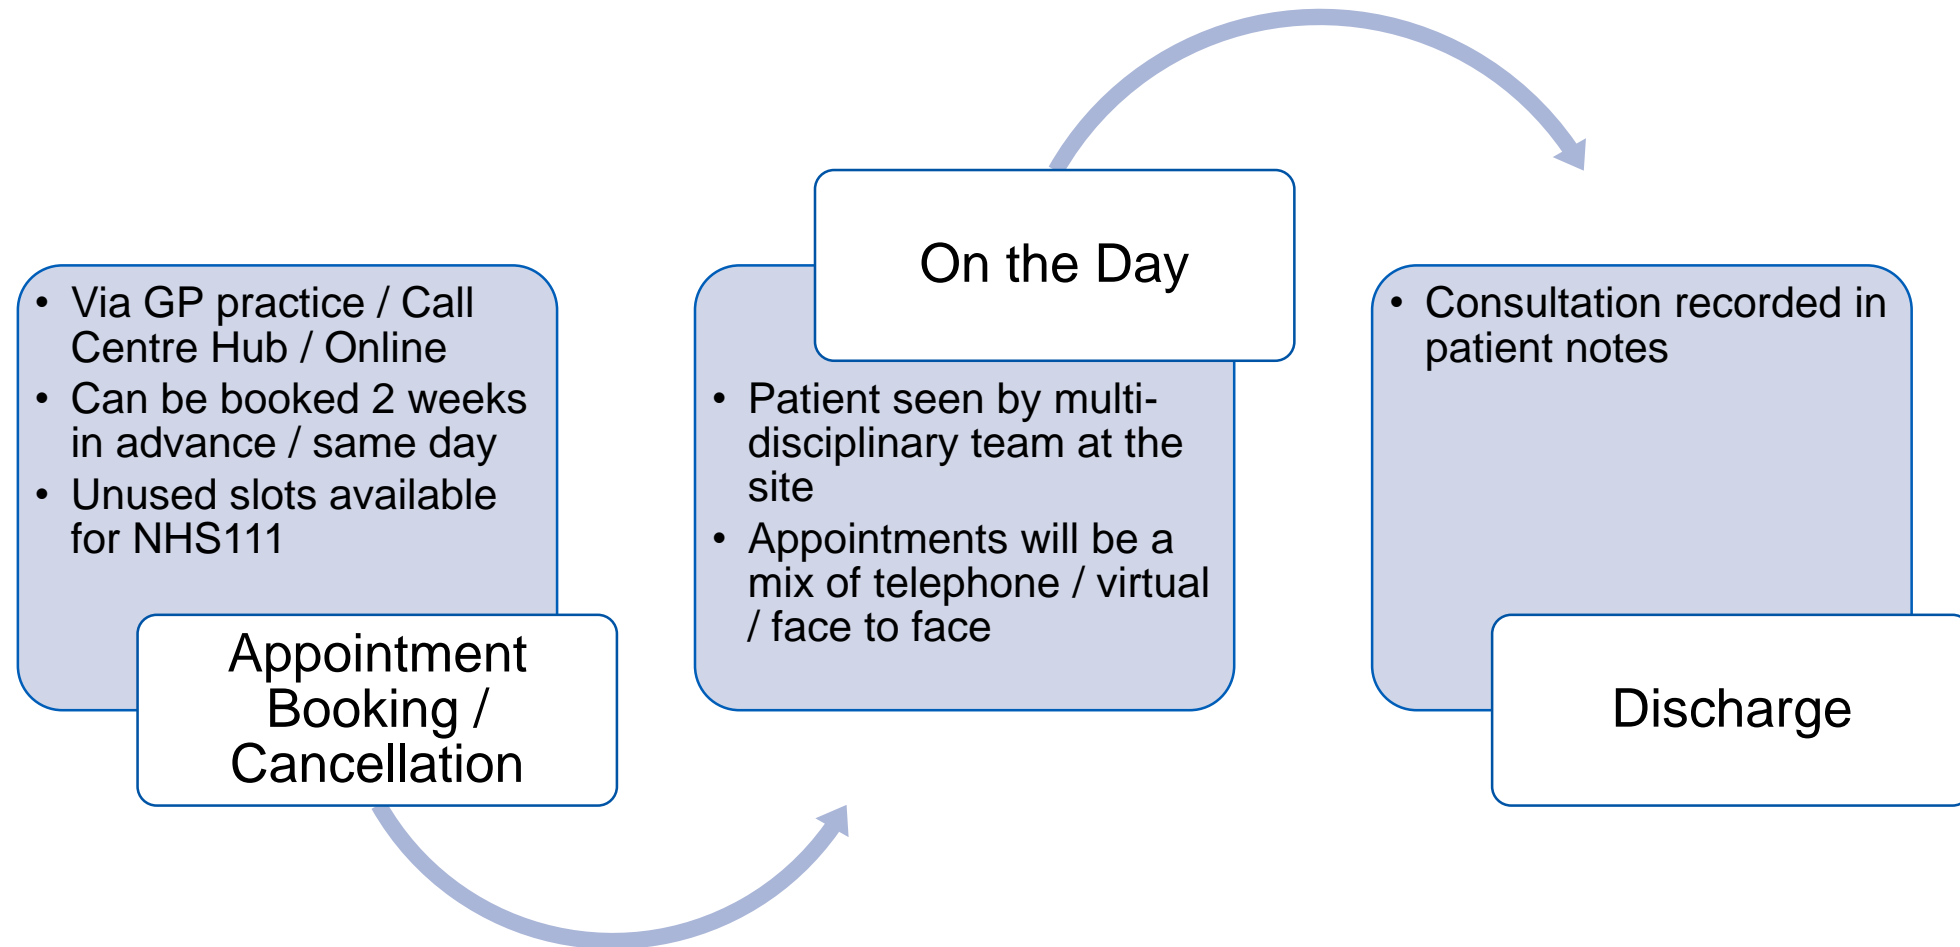 • Via GP practice / Call
Centre Hub / Online
• Can be booked 2 weeks
in advance / same day
• Unused slots available
for NHS111
Appointment
Booking /
Cancellation
On the Day
• Patient seen by multi-
disciplinary team at the
site
• Appointments will be a
mix of telephone / virtual
/ face to face
• Consultation recorded in
patient notes
Discharge